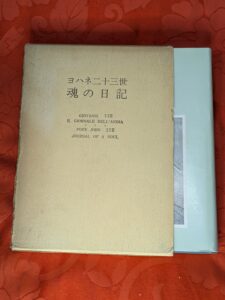 ヨハネ二十三世
魂の日記
GIOVANNI XXIII
IL GIORNALE DELL'ANIMA
POPE JOHN XXIII
JOURNAL OF A SOUL